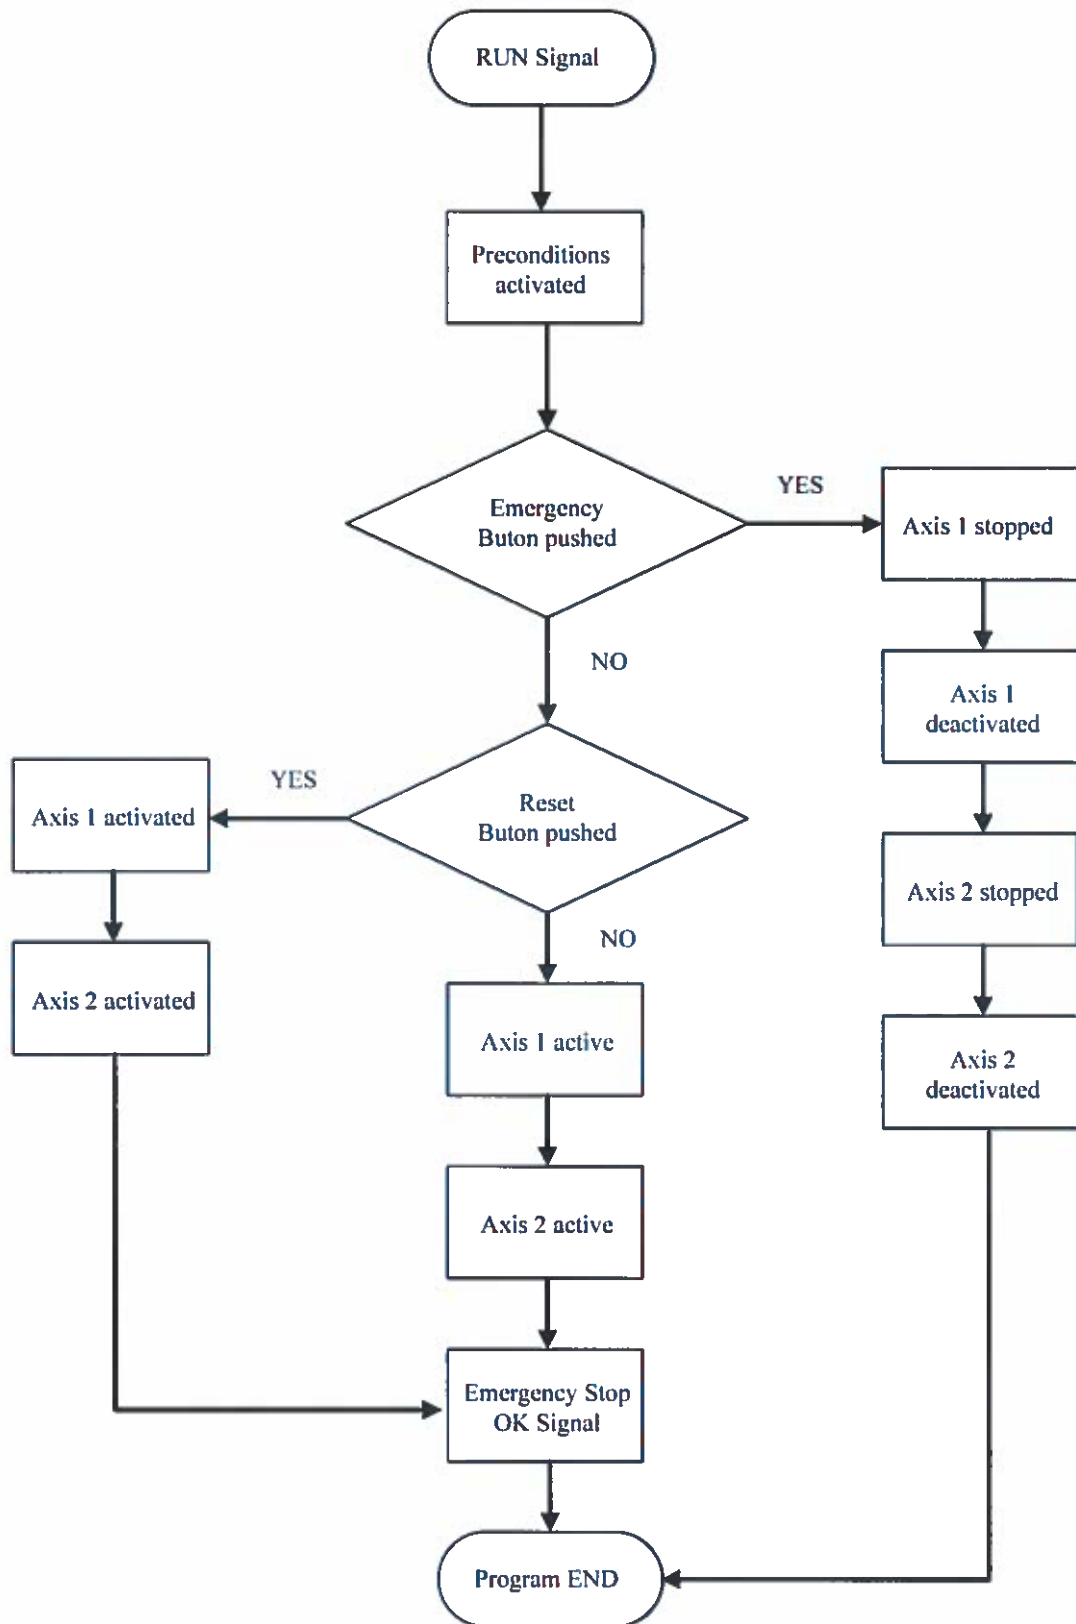 RUN Signal
Preconditions
activated
Emergency
Buton pushed
YES
Axis 1 stopped
NO
Axis 1
deactivated
YES
Reset
Buton pushed
Axis 1 activated
Axis 2 stopped
NO
Axis 2 activated
Axis 1 active
Axis 2
deactivated
Axis 2 active
Emergency Stop
OK Signal
Program END